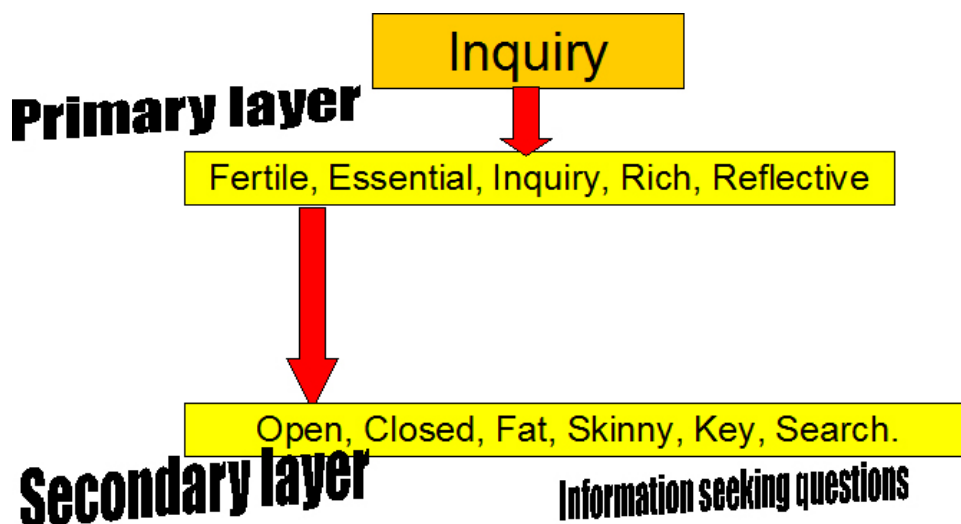 Inquiry
Primary layer
Fertile, Essential, Inquiry, Rich, Reflective
Open, Closed, Fat, Skinny, Key, Search.
Secondary layer
Information seeking questions